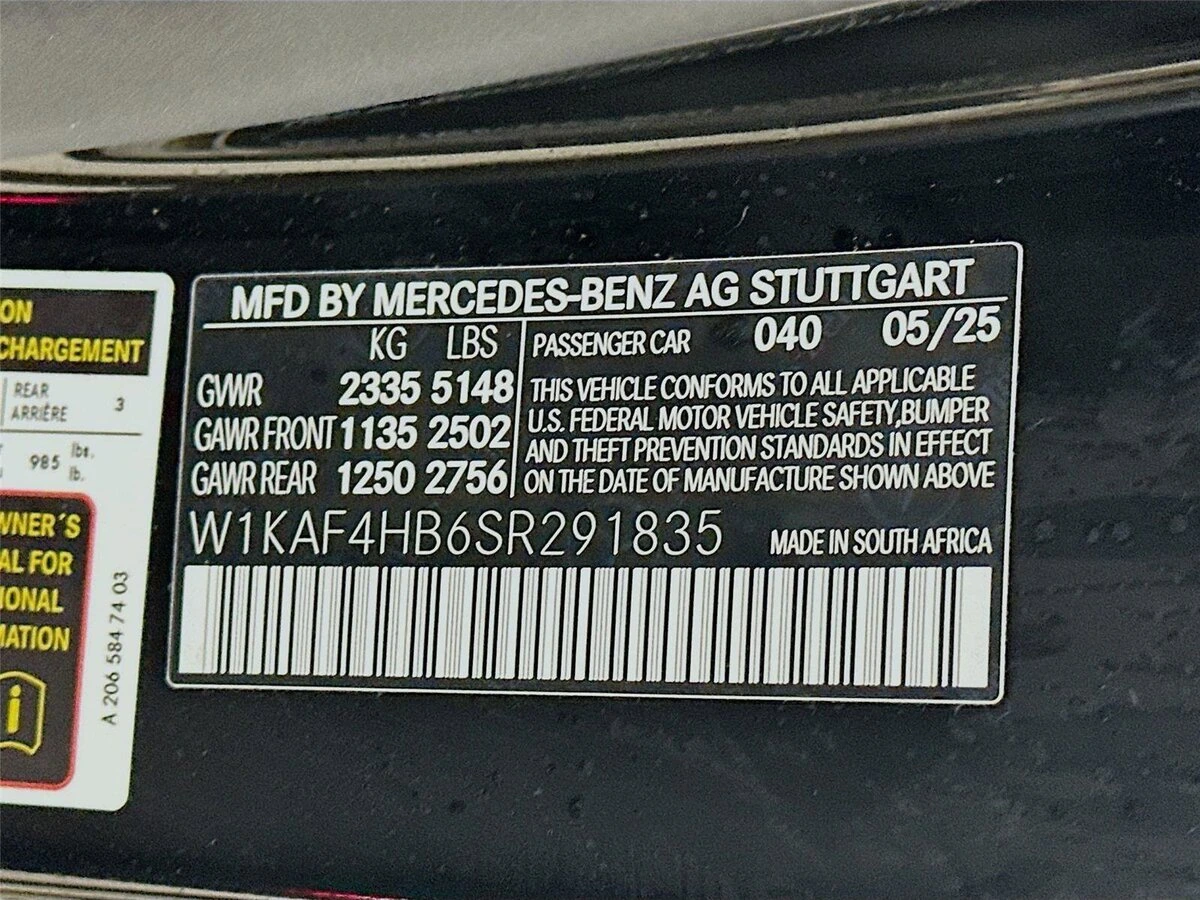 ON
CHARGEMENT
REAR
ARRIÈRE 3
985 lbs.
lb.
WNER´S
AL FOR
IONAL
MATION
i
A 206 584 74 03
MFD BY MERCEDES-BENZ AG STUTTGART
KG LBS
GVWR 2335 5148
GAWR FRONT 1135 2502
GAWR REAR 1250 2756
PASSENGER CAR 040 05/25
THIS VEHICLE CONFORMS TO ALL APPLICABLE
U.S. FEDERAL MOTOR VEHICLE SAFETY,BUMPER
AND THEFT PREVENTION STANDARDS IN EFFECT
ON THE DATE OF MANUFACTURE SHOWN ABOVE
W1KAF4HB6SR291835 MADE IN SOUTH AFRICA